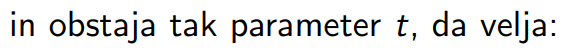 in obstaja tak parameter t, da velja: